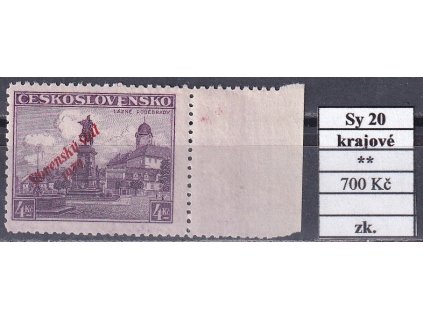 ČESKOSLOVENSKO
LÁZNĚ PODĚBRADY
Slovenský štát
1939
4 Kč
4 Kč
Sy 20
krajové
**
700 Kč
zk.